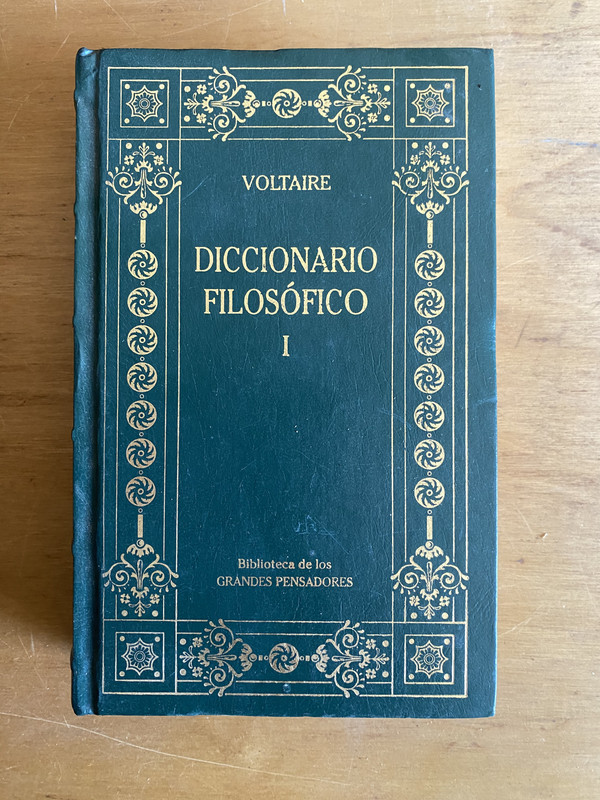 VOLTAIRE
DICCIONARIO
FILOSÓFICO
I
Biblioteca de los
GRANDES PENSADORES